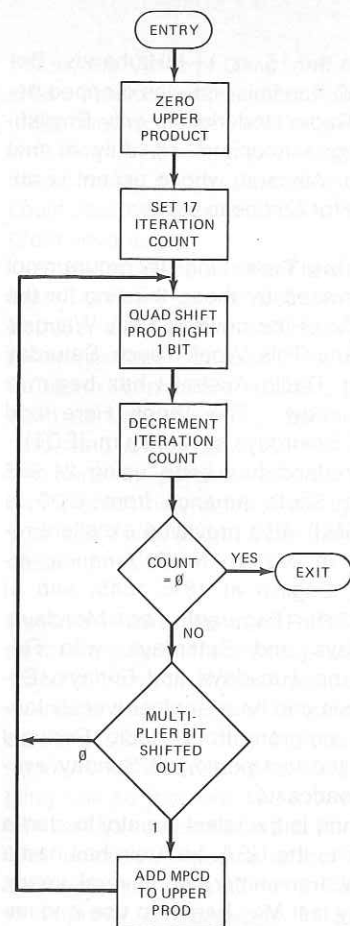 ENTRY
ZERO
UPPER
PRODUCT
SET 17
ITERATION
COUNT
QUAD SHIFT
PROD RIGHT
1 BIT
DECREMENT
ITERATION
COUNT
COUNT
=ø
YES
EXIT
NO
MULTI-
PLIER BIT
SHIFTED
OUT
ø
1
ADD MPCD
TO UPPER
PROD